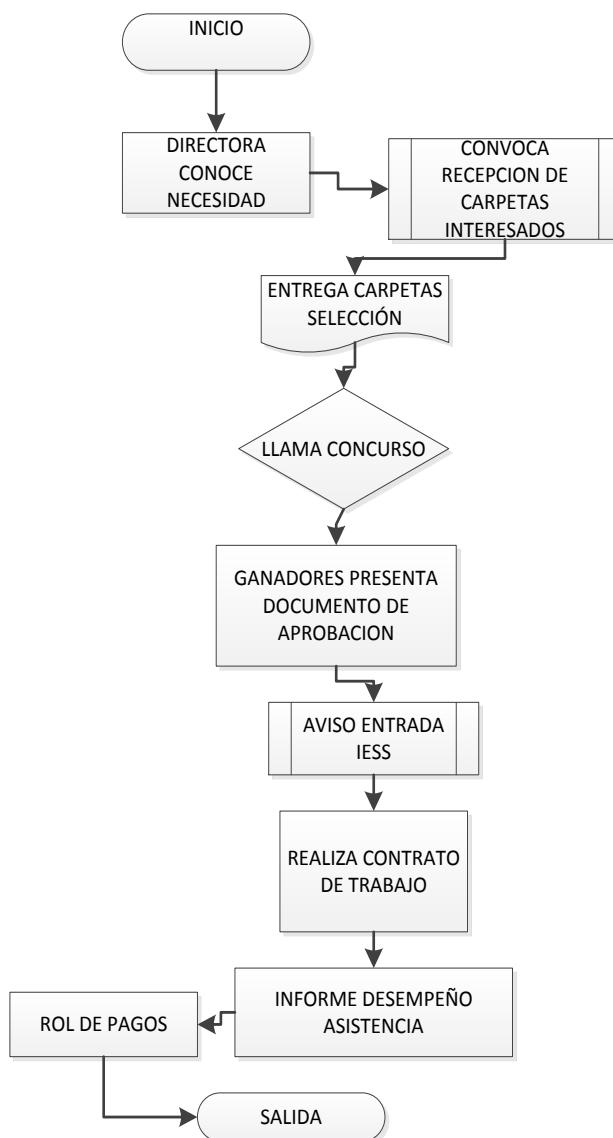 INICIO
DIRECTORA
CONOCE
NECESIDAD
CONVOCA
RECEPCION DE
CARPETAS
INTERESADOS
ENTREGA CARPETAS
SELECCIÓN
LLAMA CONCURSO
GANADORES PRESENTA
DOCUMENTO DE
APROBACION
AVISO ENTRADA
IESS
REALIZA CONTRATO
DE TRABAJO
INFORME DESEMPEÑO
ASISTENCIA
ROL DE PAGOS
SALIDA